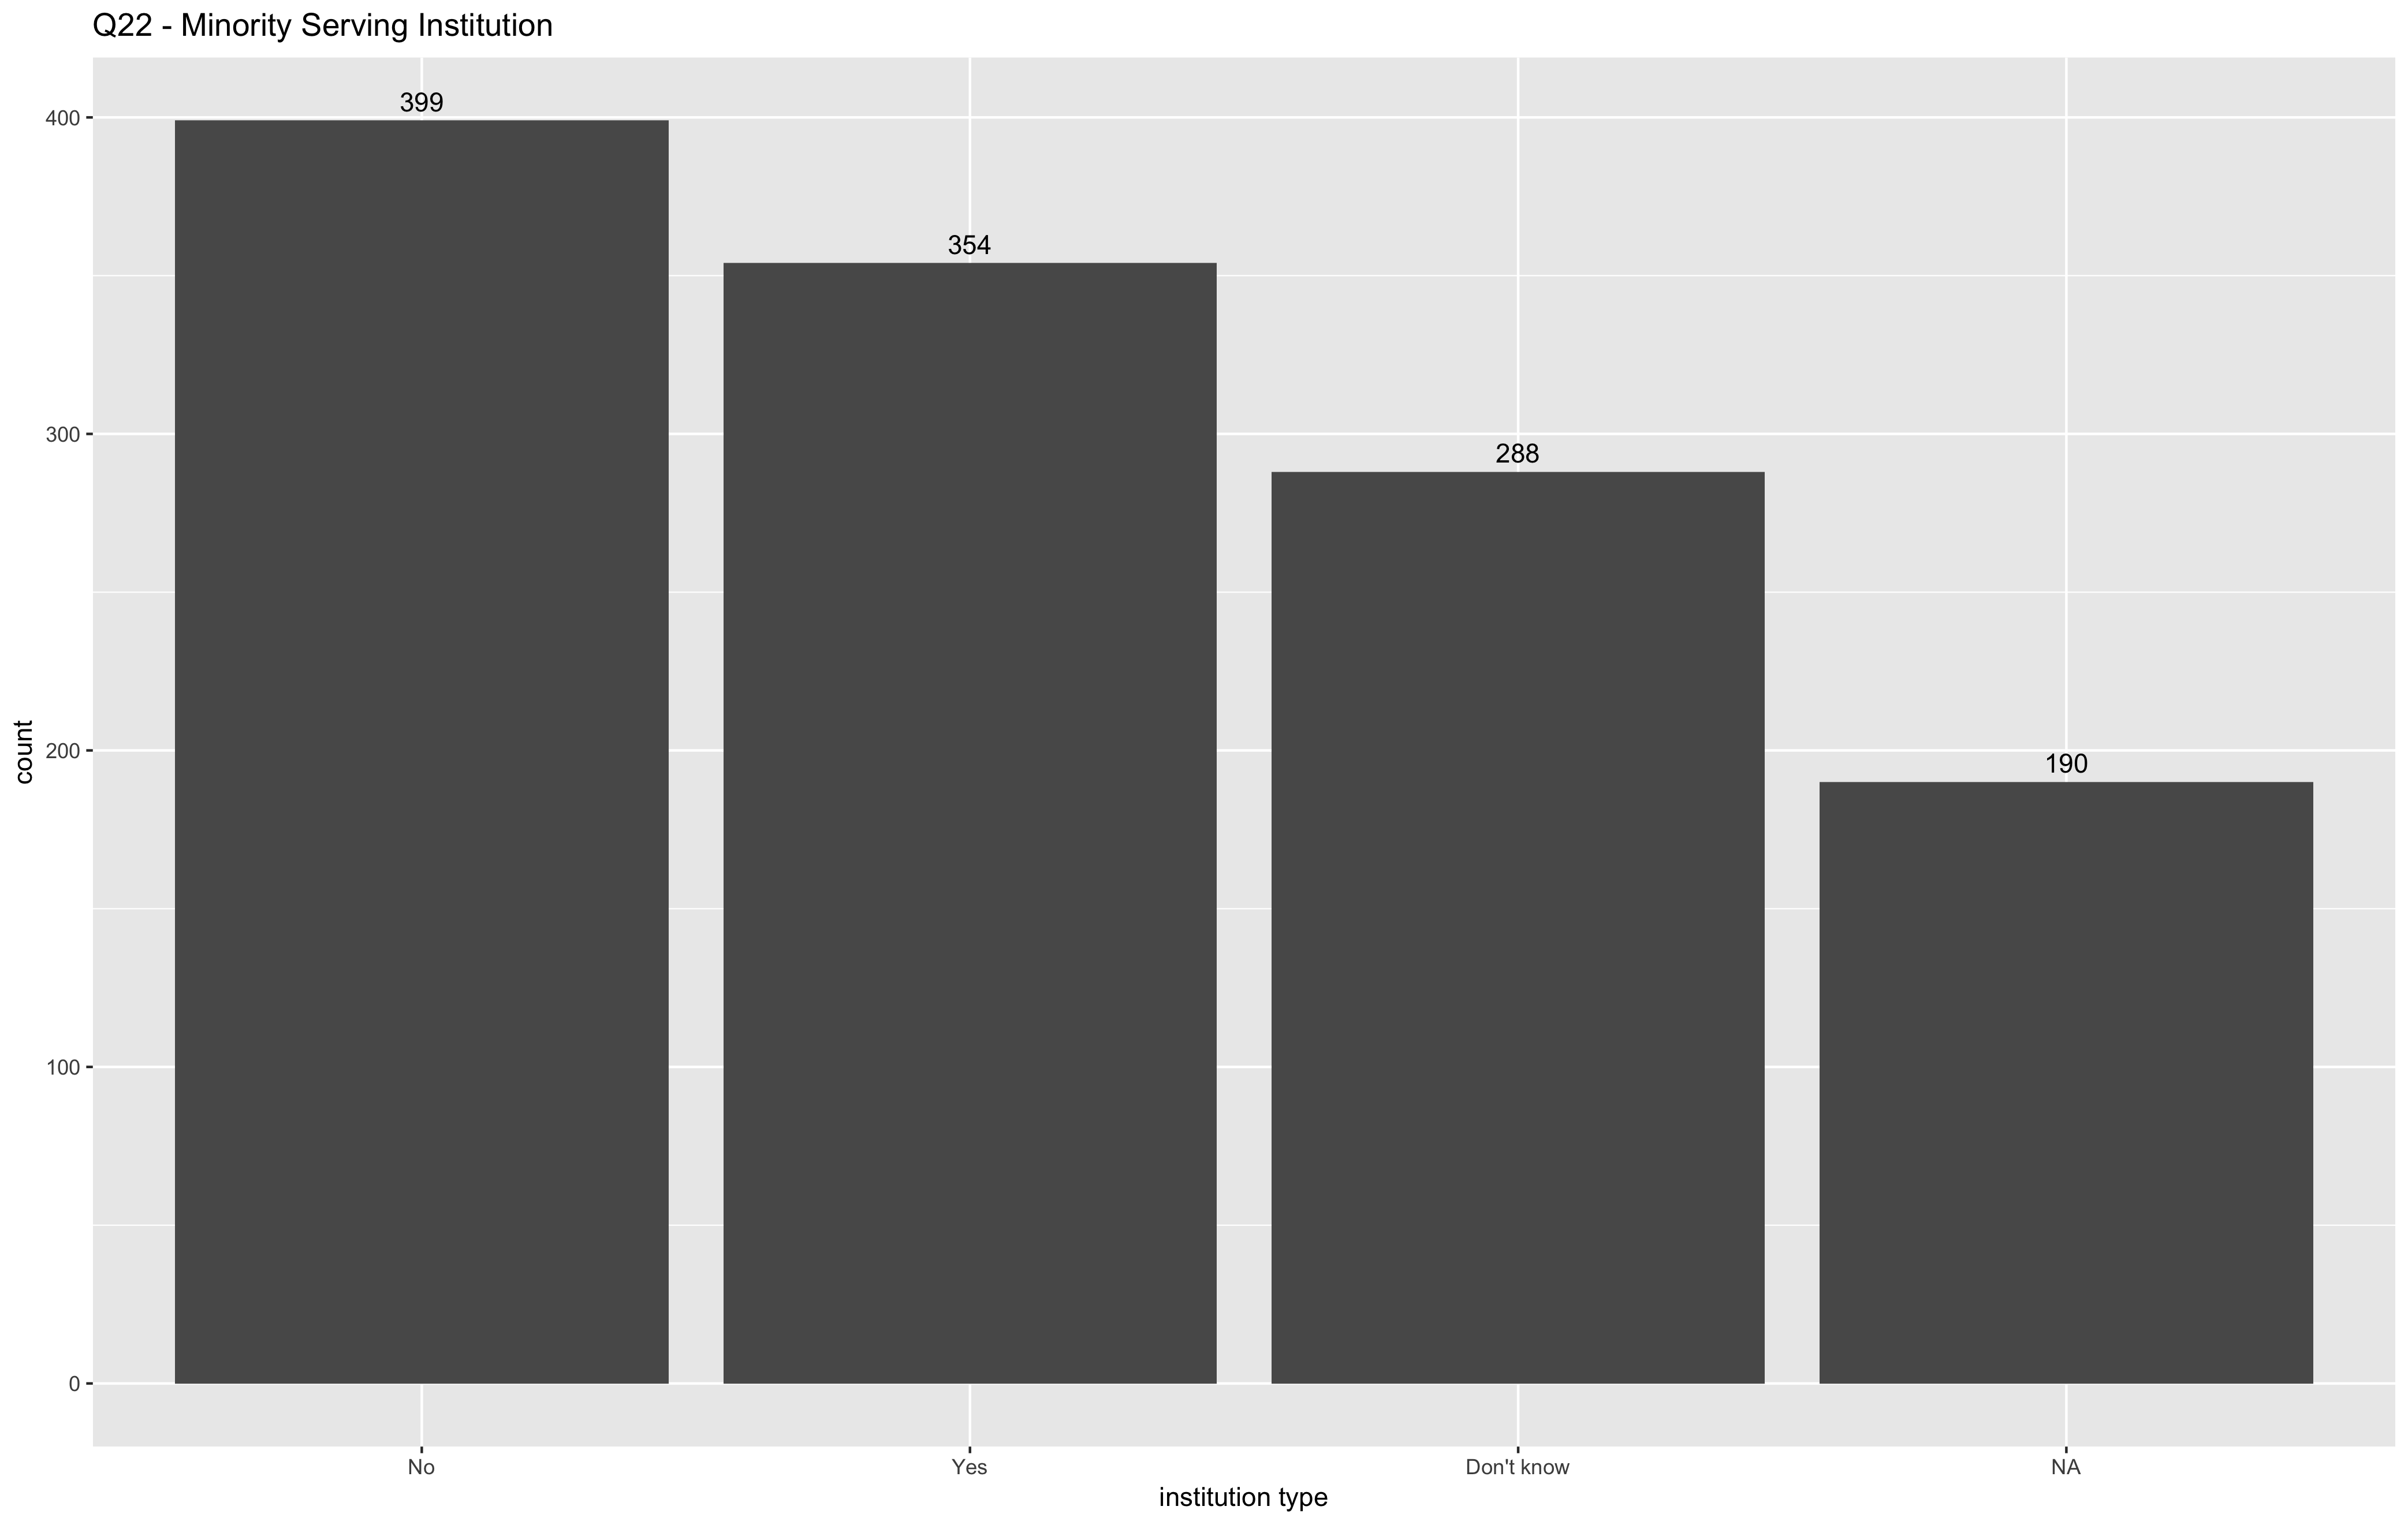 Q22 - Minority Serving Institution
399
400
354
300
288
200
190
count
100
0
No Yes Don't know NA
institution type